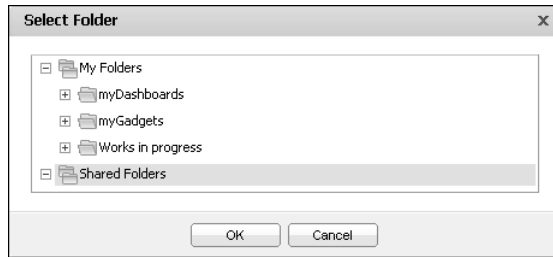 Select Folder x
My Folders
myDashboards
myGadgets
Works in progress
Shared Folders
OK Cancel